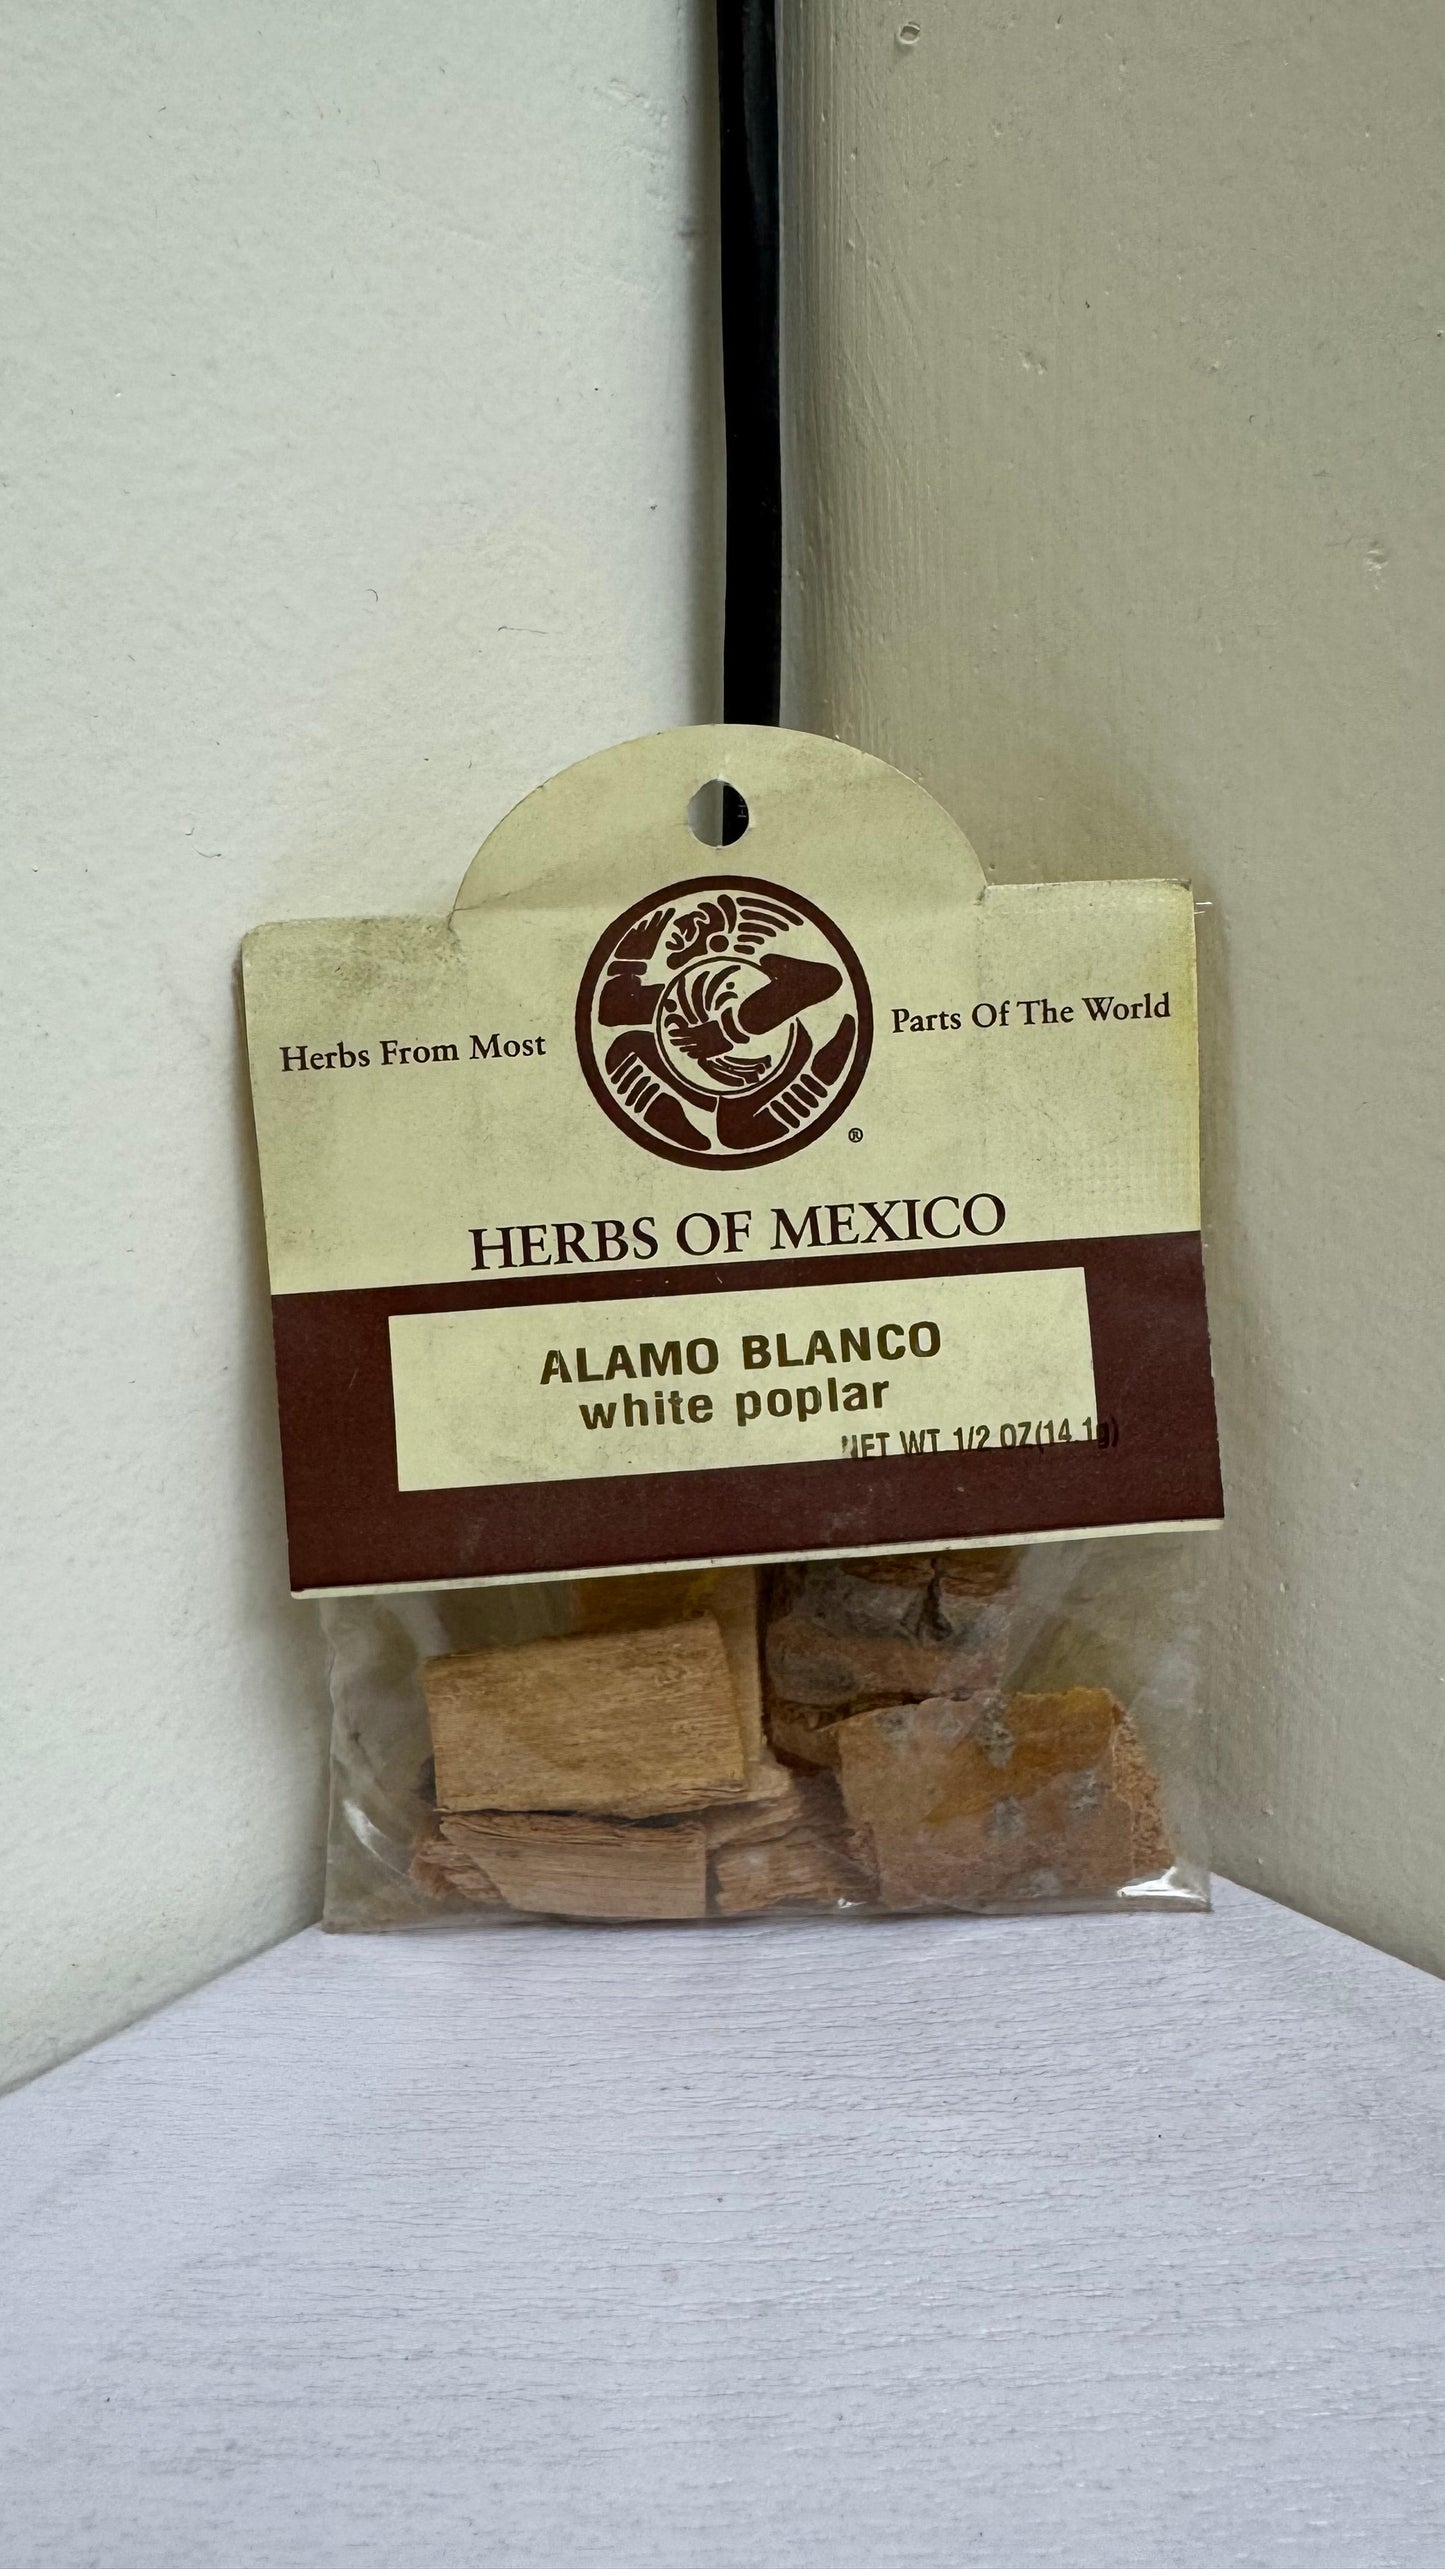 Herbs From Most
Parts Of The World
®
HERBS OF MEXICO
ALAMO BLANCO
white poplar
NET WT 1/2 OZ(14.1g)